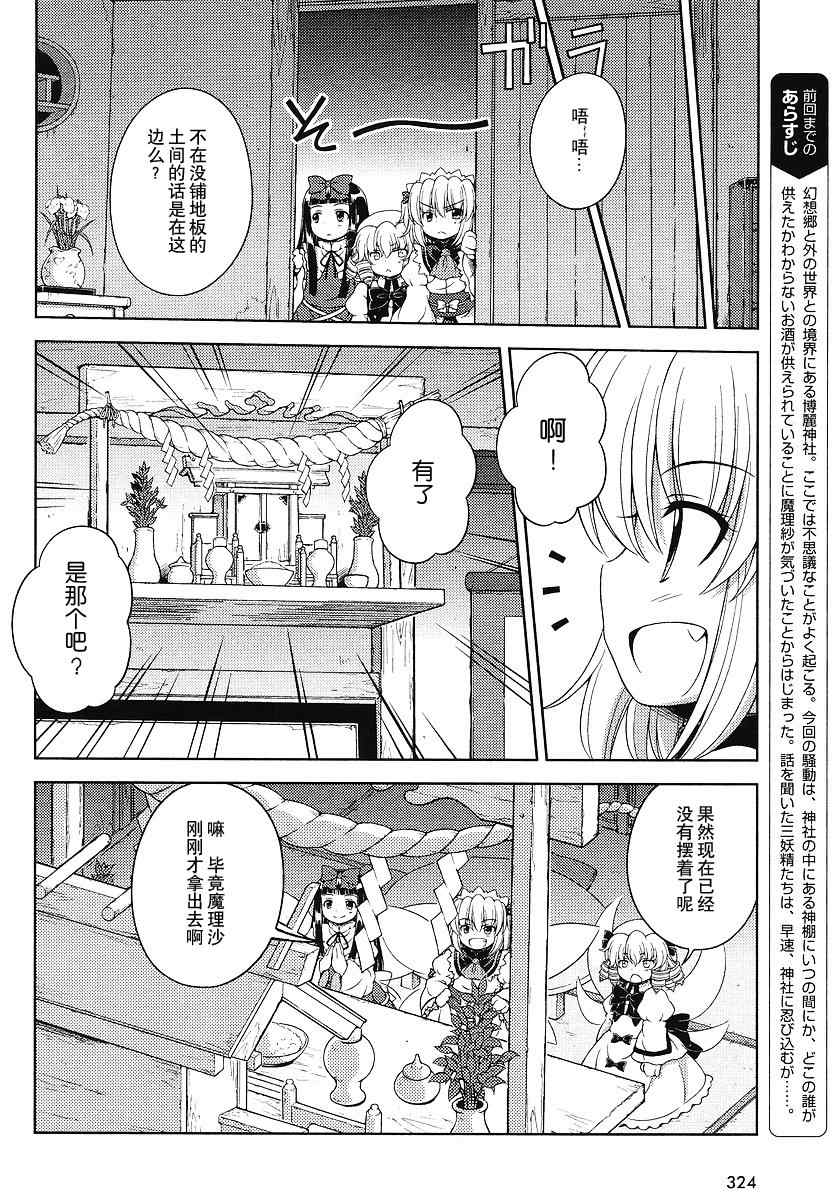 前回までの
あらすじ
幻想郷と外の世界との境界にある博麗神社。ここでは不思議なことがよく起こる。今回の騒動は、神社の中にある神棚にいつの間にか、どこの誰が
供えたかわからないお酒が供えられていることに魔理紗が気づいたことからはじまった。話を聞いた三妖精たちは、早速、神社に忍び込むが……。
ガラ
唔~唔…
そ～
不在没铺地板的
土间的话是在这
边么?
啊!
有了
是那个吧?
果然现在已经
没有摆着了呢
嘛 毕竟魔理沙
刚刚才拿出去啊
324